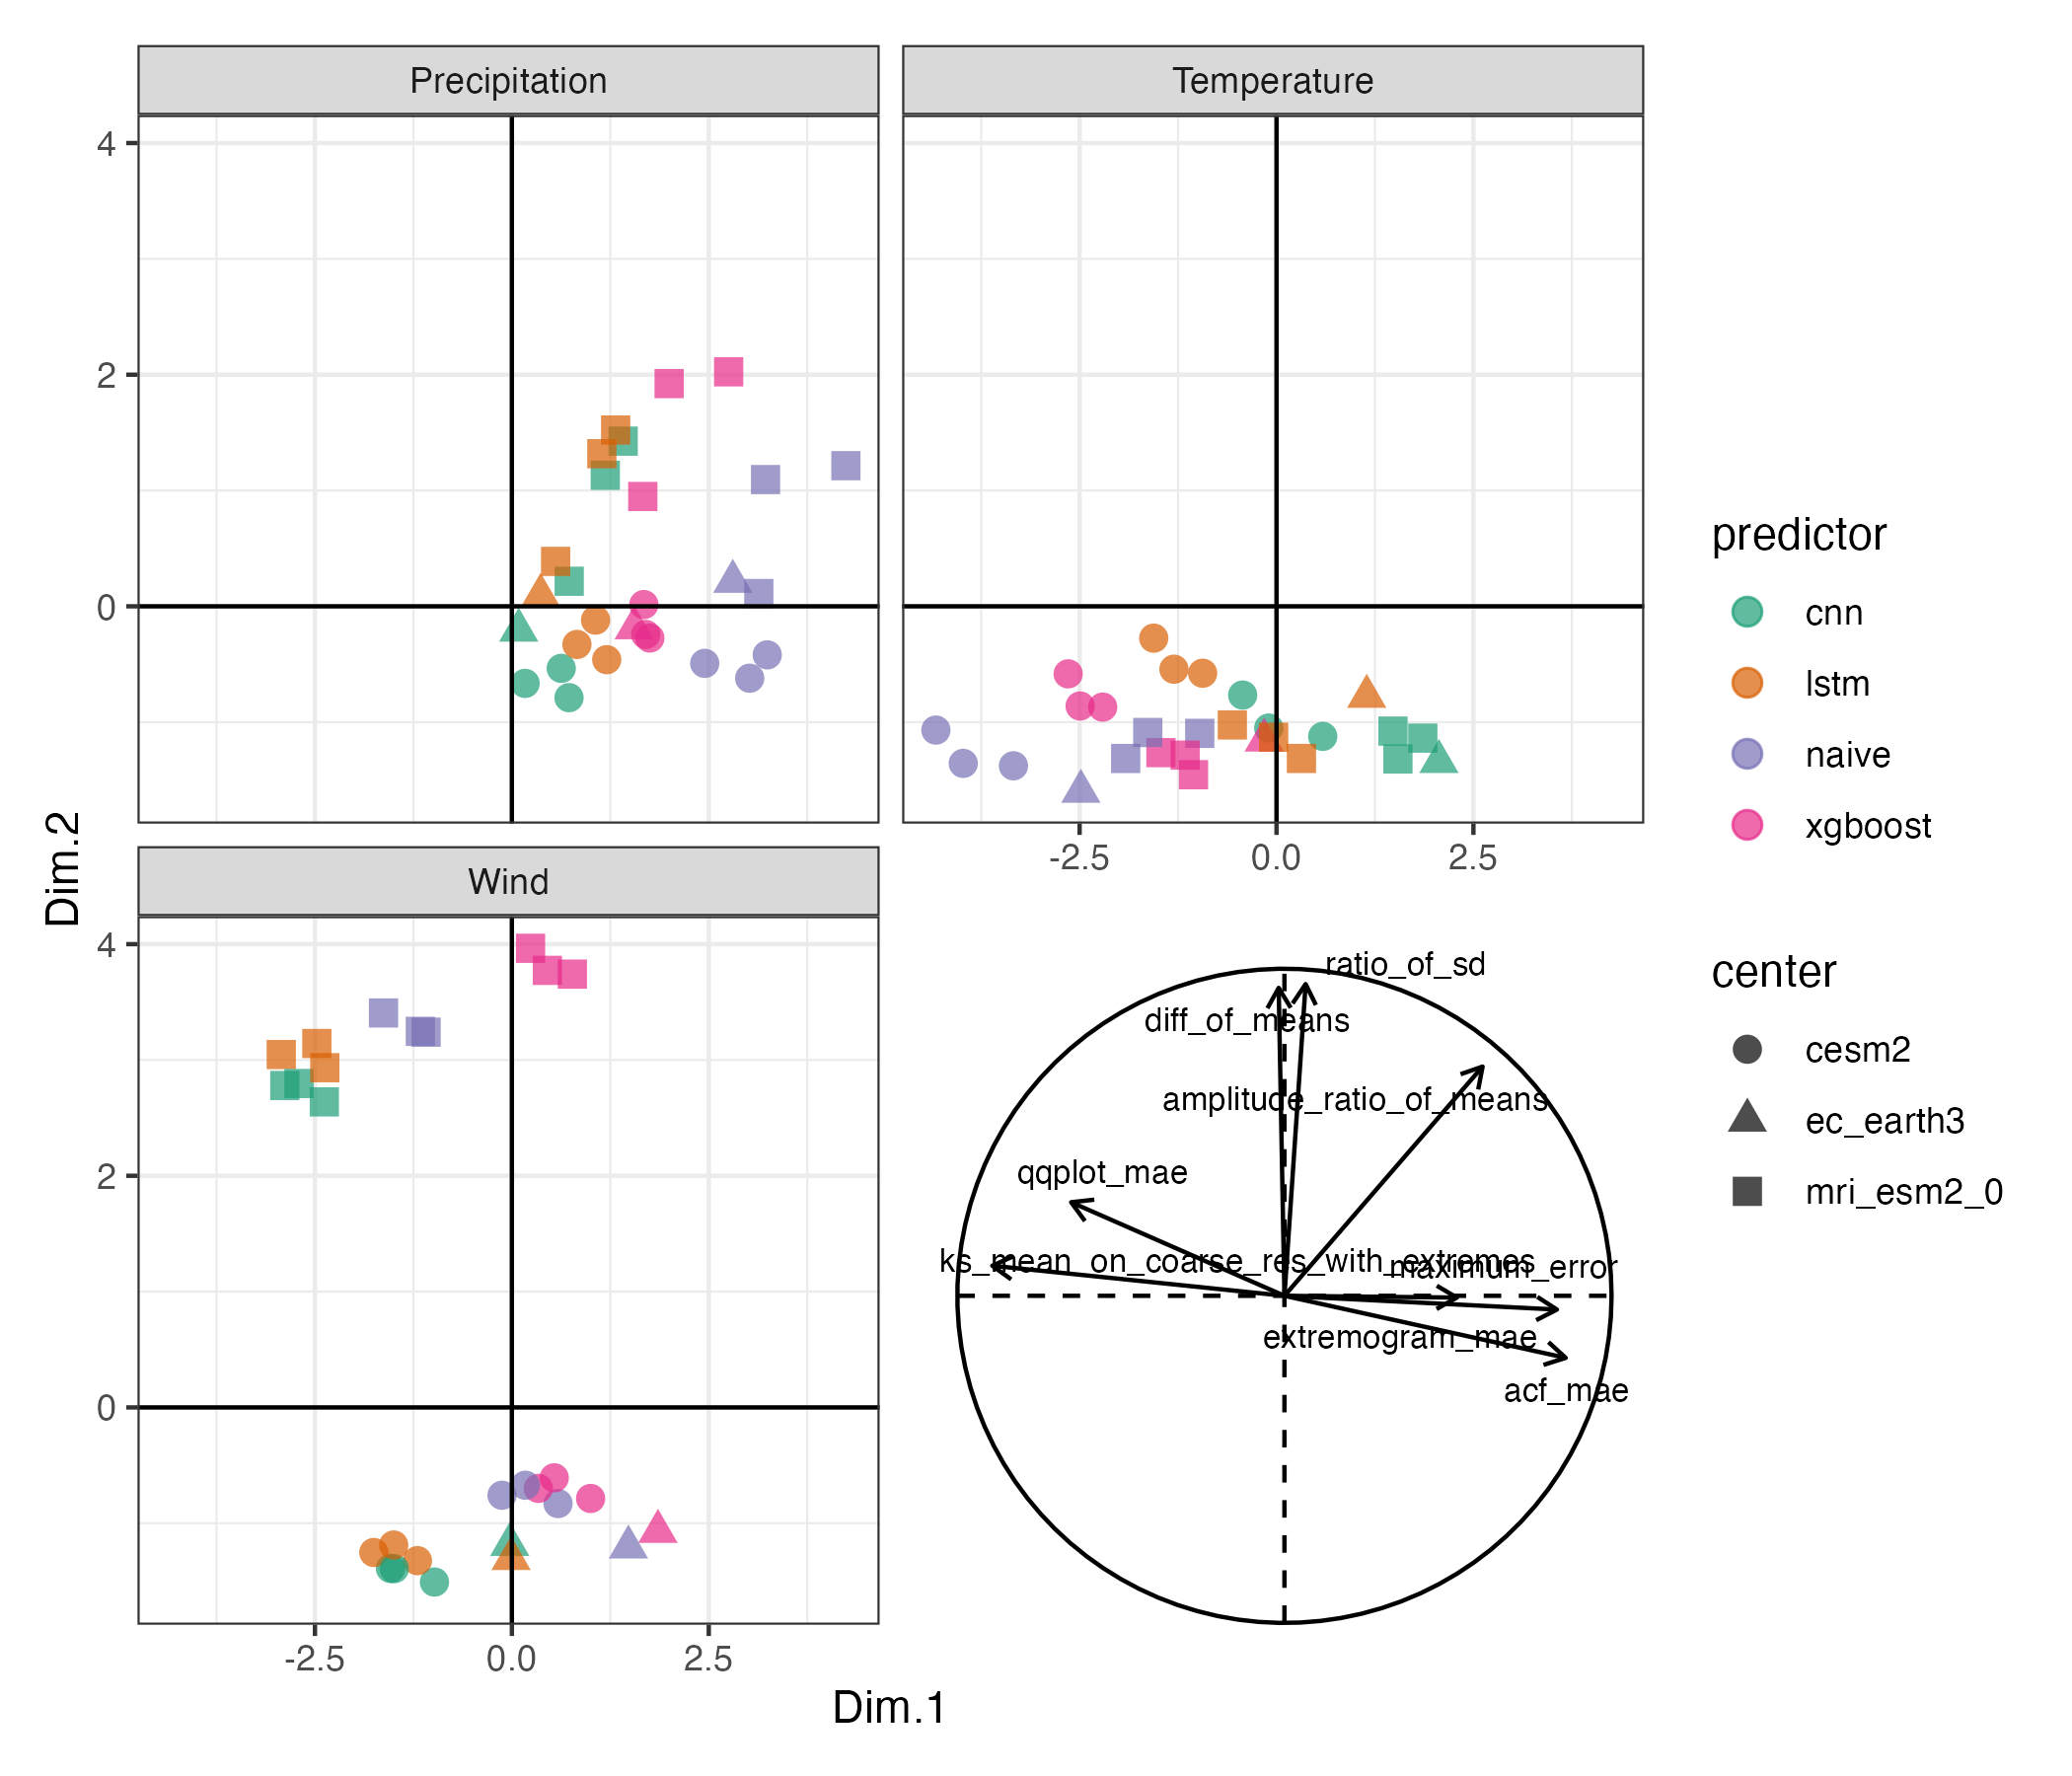 Precipitation
Temperature
4
2
0
-2.5 0.0 2.5
Dim.2
Wind
4
2
0
-2.5 0.0 2.5
Dim.1
ratio_of_sd
diff_of_means
amplitude_ratio_of_means
qqplot_mae
ks_mean_on_coarse_res_with_extremes
maximum_error
extremogram_mae
acf_mae
predictor
cnn
lstm
naive
xgboost
center
cesm2
ec_earth3
mri_esm2_0